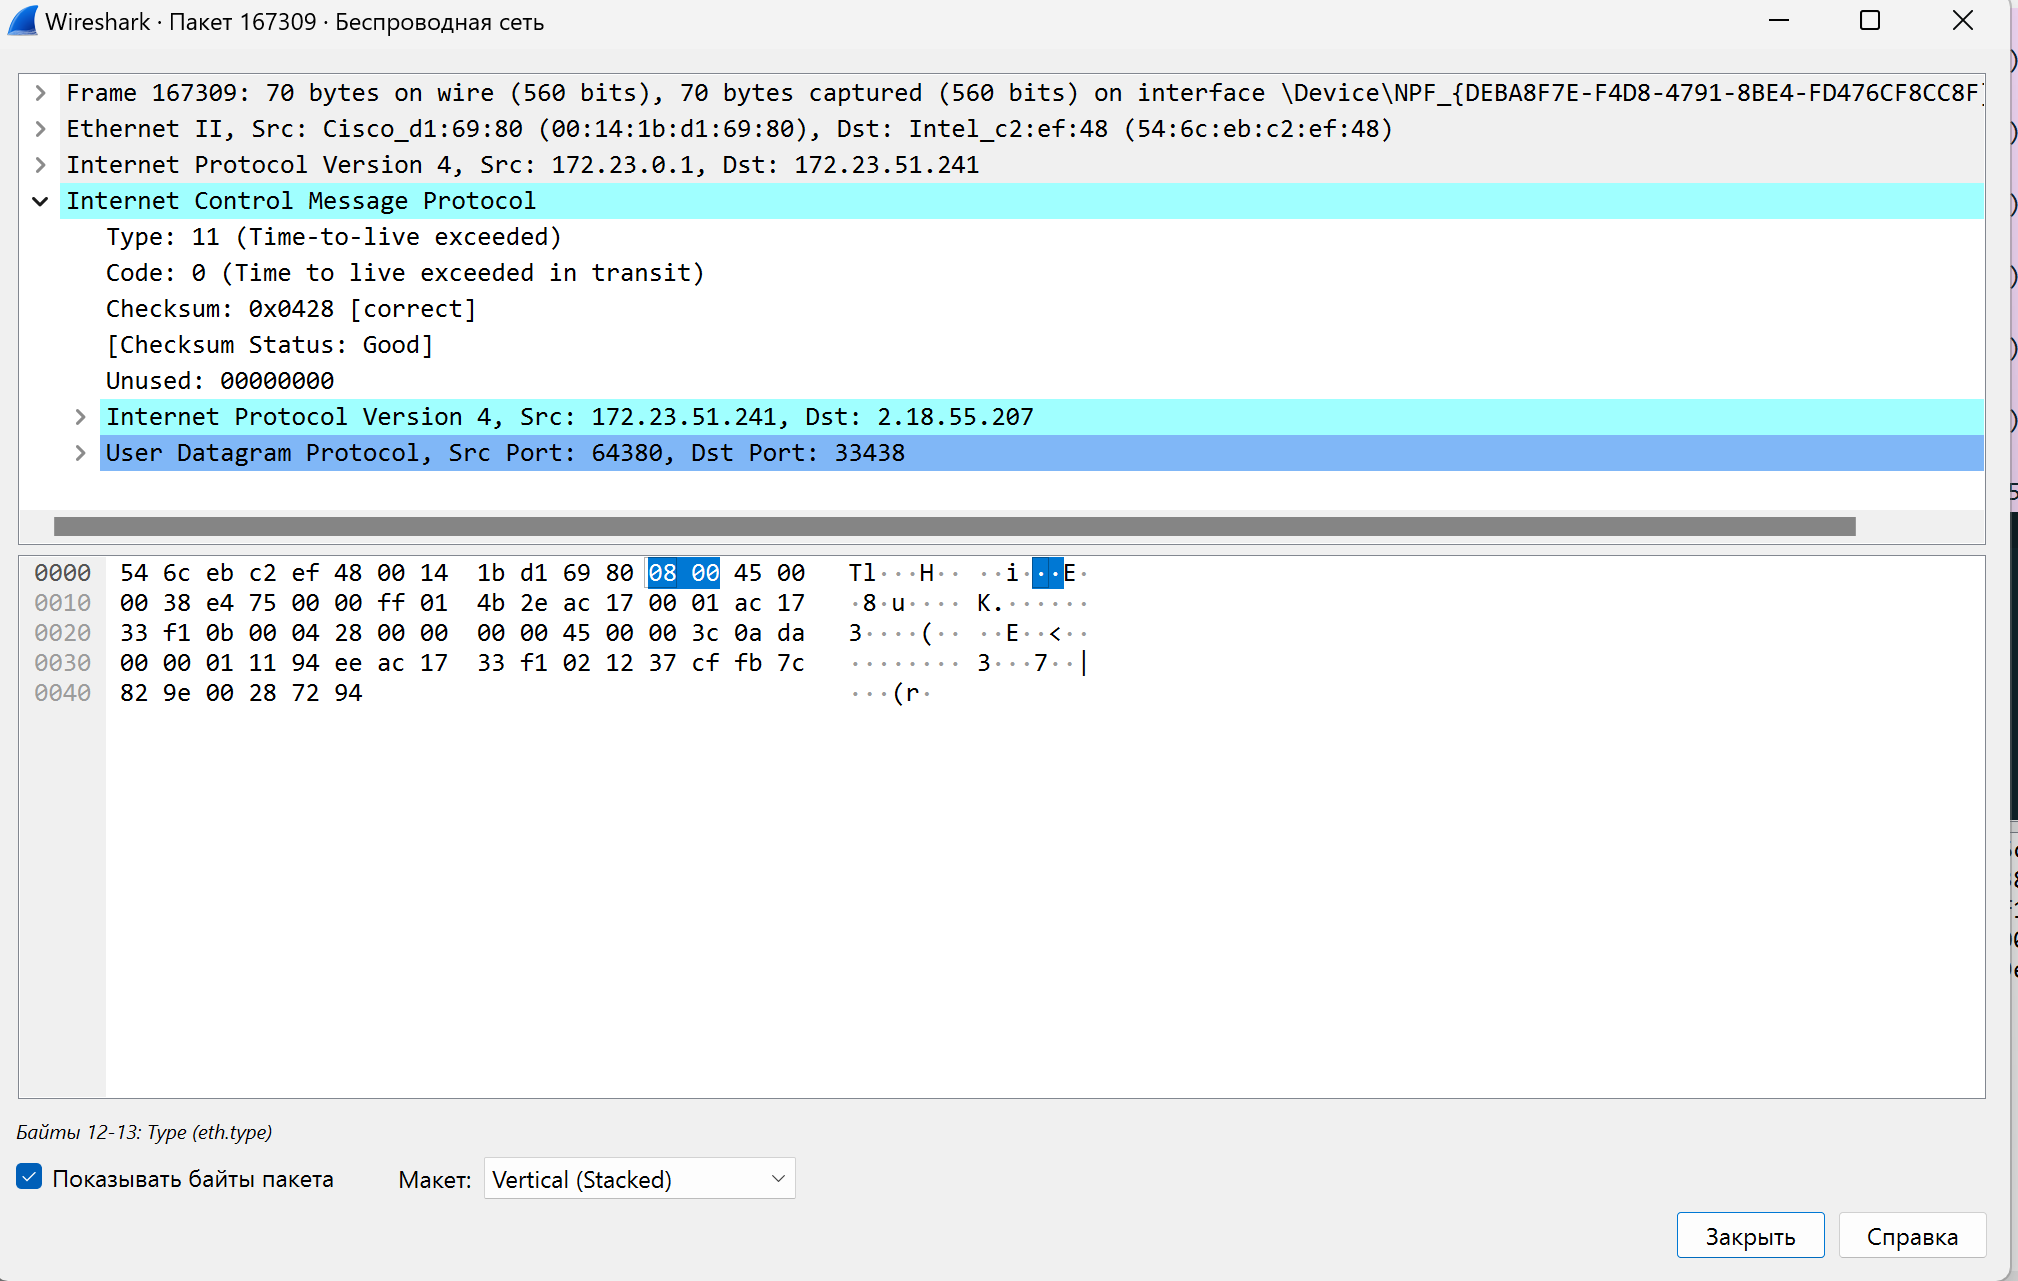 Wireshark · Пакет 167309 · Беспроводная сеть
Frame 167309: 70 bytes on wire (560 bits), 70 bytes captured (560 bits) on interface \Device\NPF_{DEBA8F7E-F4D8-4791-8BE4-FD476CF8CC8F}
Ethernet II, Src: Cisco_d1:69:80 (00:14:1b:d1:69:80), Dst: Intel_c2:ef:48 (54:6c:eb:c2:ef:48)
Internet Protocol Version 4, Src: 172.23.0.1, Dst: 172.23.51.241
Internet Control Message Protocol
Type: 11 (Time-to-live exceeded)
Code: 0 (Time to live exceeded in transit)
Checksum: 0x0428 [correct]
[Checksum Status: Good]
Unused: 00000000
Internet Protocol Version 4, Src: 172.23.51.241, Dst: 2.18.55.207
User Datagram Protocol, Src Port: 64380, Dst Port: 33438
0000 54 6c eb c2 ef 48 00 14 1b d1 69 80 08 00 45 00 Tl···H·· ··i···E·
0010 00 38 e4 75 00 00 ff 01 4b 2e ac 17 00 01 ac 17 ·8·u···· K.······
0020 33 f1 0b 00 04 28 00 00 00 00 45 00 00 3c 0a da 3····(·· ··E··<··
0030 00 00 01 11 94 ee ac 17 33 f1 02 12 37 cf fb 7c ········ 3···7··|
0040 82 9e 00 28 72 94 ···(r·
Байты 12-13: Type (eth.type)
Показывать байты пакета Макет: Vertical (Stacked)
Закрыть Справка